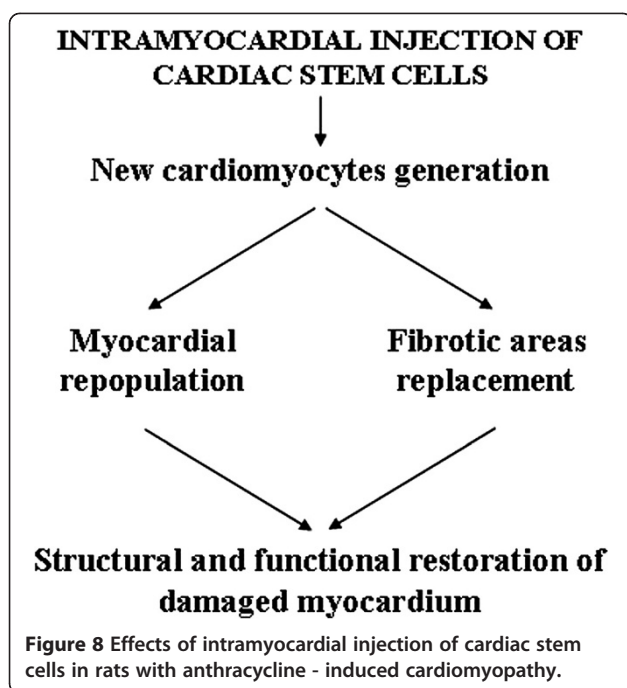 INTRAMYOCARDIAL INJECTION OF
CARDIAC STEM CELLS
New cardiomyocytes generation
Myocardial
repopulation
Fibrotic areas
replacement
Structural and functional restoration of
damaged myocardium
Figure 8 Effects of intramyocardial injection of cardiac stem
cells in rats with anthracycline - induced cardiomyopathy.